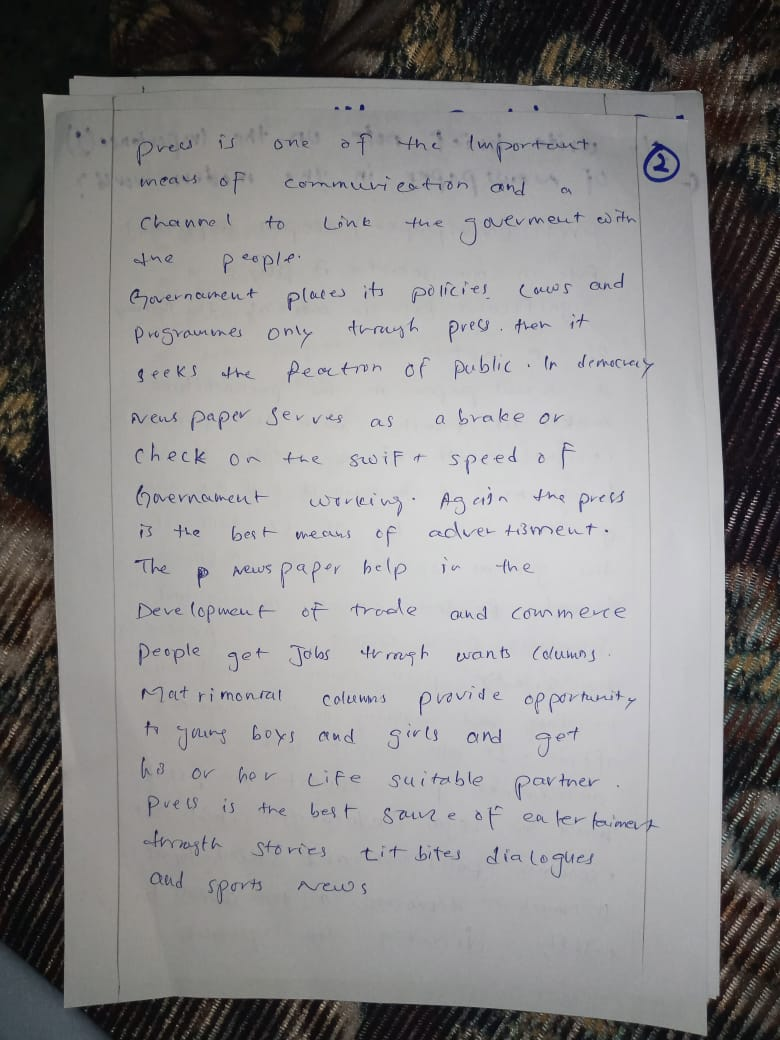 press is one of the Important.
②
means of communication and a
Channel to Link the goverment with
the people.
Governament places its policies, Laws and
Programmes only through press. then it
seeks the Reaction of public. In democracy
News paper Serves as a brake or
Check on the swift speed of
Governament working. Again the press
is the best means of advertisment.
The p News paper help in the
Development of trade and commerce
People get Jobs through wants Columns.
Matrimonial columns provide opportunity
to young boys and girls and get
his or her Life suitable partner.
Press is the best source of entertaiment
through stories tit bites dialogues
and sports News